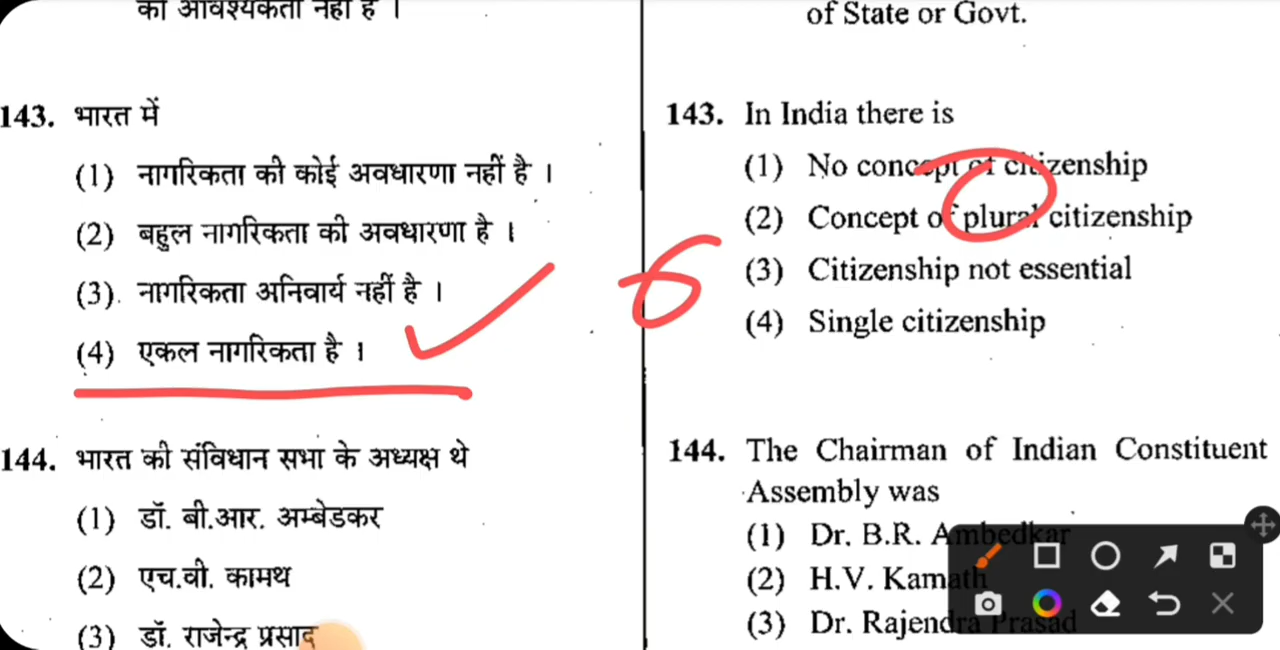 की आवश्यकता नहीं है ।
143. भारत में
(1) नागरिकता की कोई अवधारणा नहीं है ।
(2) बहुल नागरिकता की अवधारणा है ।
(3). नागरिकता अनिवार्य नहीं है ।
(4) एकल नागरिकता है ।
144. भारत की संविधान सभा के अध्यक्ष थे
(1) डॉ. बी.आर. अम्बेडकर
(2) एच.वी. कामथ
(3) डॉ. राजेन्द्र प्रसाद
of State or Govt.
143. In India there is
(1) No concept of citizenship
(2) Concept of plural citizenship
(3) Citizenship not essential
(4) Single citizenship
144. The Chairman of Indian Constituent
Assembly was
(1) Dr. B.R. Ambedkar
(2) H.V. Kamath
(3) Dr. Rajendra Prasad